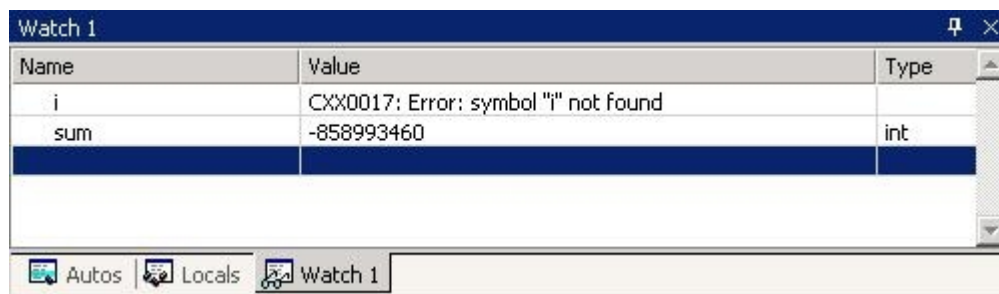 Watch 1
Name Value Type
i CXX0017: Error: symbol "i" not found
sum -858993460 int
Autos Locals Watch 1